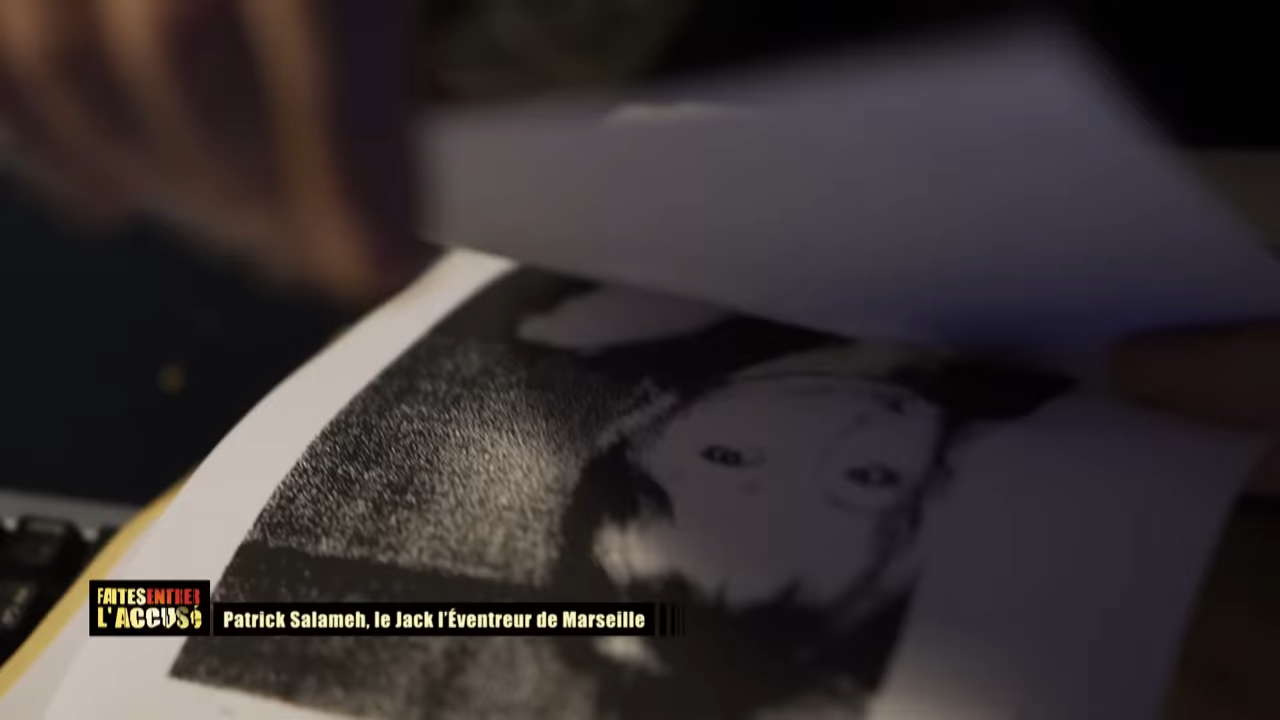 FAITES ENTRER
L'ACCUSÉ
Patrick Salameh, le Jack l'Éventreur de Marseille